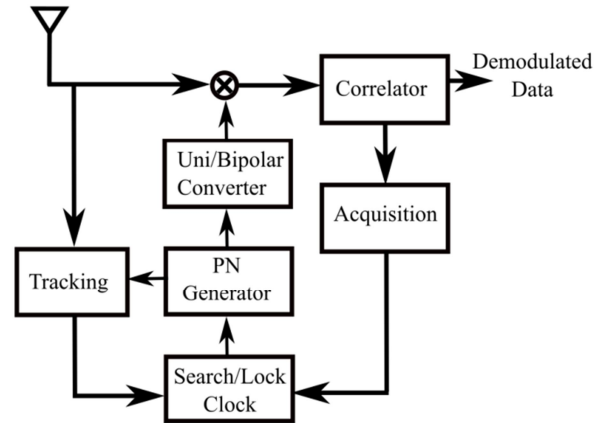 Demodulated
Data
Correlator
Uni/Bipolar
Converter
Acquisition
Tracking
PN
Generator
Search/Lock
Clock